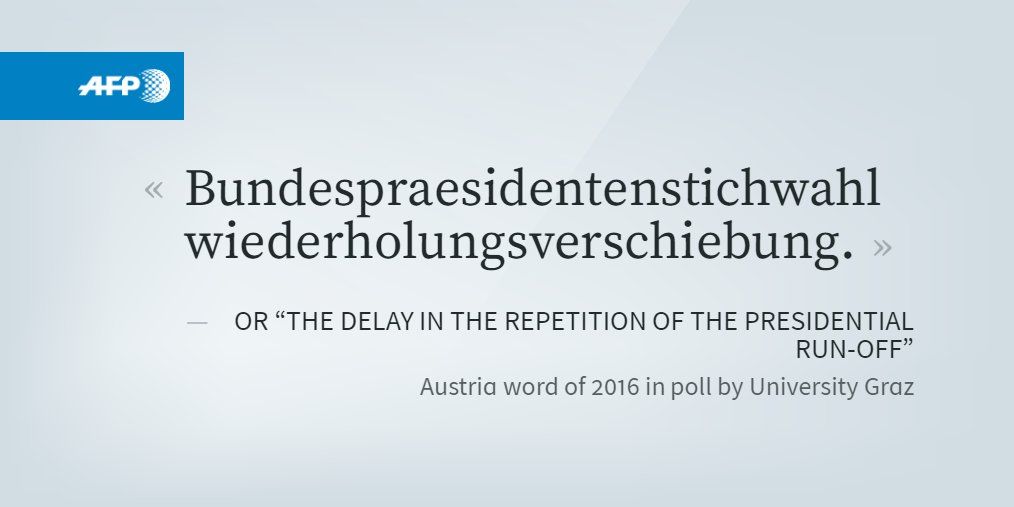 AFP
« Bundespraesidentenstichwahl
wiederholungsverschiebung. »
— OR “THE DELAY IN THE REPETITION OF THE PRESIDENTIAL
RUN-OFF”
Austria word of 2016 in poll by University Graz